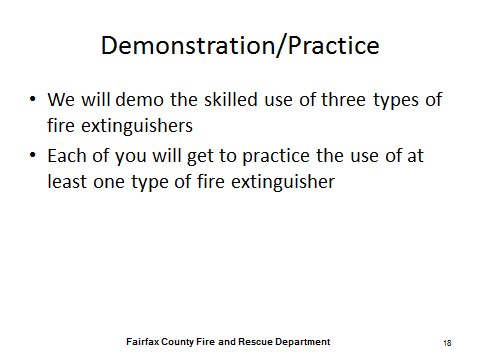 Demonstration/Practice
• We will demo the skilled use of three types of
fire extinguishers
• Each of you will get to practice the use of at
least one type of fire extinguisher
Fairfax County Fire and Rescue Department
18